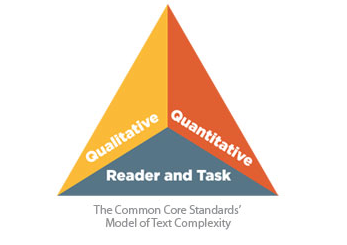 Qualitative
Quantitative
Reader and Task
The Common Core Standards'
Model of Text Complexity